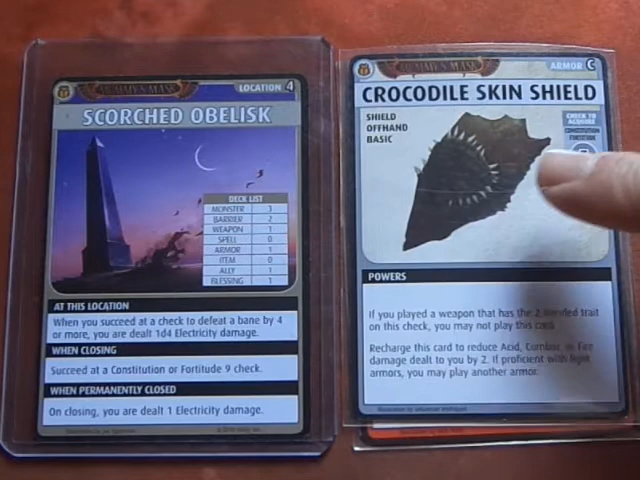 MUMMY'S MASK
LOCATION 4
SCORCHED OBELISK
DECK LIST
MONSTER 3
BARRIER 2
WEAPON 1
SPELL 0
ARMOR 1
ITEM 0
ALLY 1
BLESSING 1
AT THIS LOCATION
When you succeed at a check to defeat a bane by 4
or more, you are dealt 1d4 Electricity damage.
WHEN CLOSING
Succeed at a Constitution or Fortitude 9 check.
WHEN PERMANENTLY CLOSED
On closing, you are dealt 1 Electricity damage.
MUMMY'S MASK
ARMOR C
CROCODILE SKIN SHIELD
SHIELD
OFFHAND
BASIC
CHECK TO
ACQUIRE
CONSTITUTION
FORTITUDE
POWERS
If you played a weapon that has the 2-Handed trait
on this check, you may not play this card.
Recharge this card to reduce Acid, Combat, or Fire
damage dealt to you by 2. If proficient with light
armors, you may play another armor.